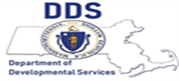 DDS
Department of
Developmental Services